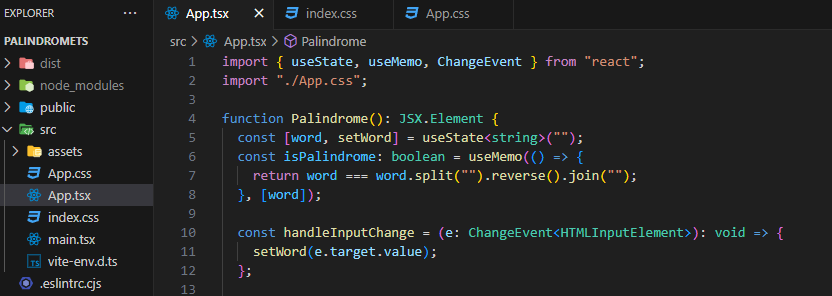 EXPLORER
...
PALINDROMETS
dist
node_modules
public
src
assets
App.css
App.tsx
index.css
main.tsx
TS vite-env.d.ts
.eslintrc.cjs
App.tsx
index.css
App.css
src > App.tsx > Palindrome
1 import { useState, useMemo, ChangeEvent } from "react";
2 import "./App.css";
3
4 function Palindrome(): JSX.Element {
5 const [word, setWord] = useState<string>("");
6 const isPalindrome: boolean = useMemo(() => {
7 return word === word.split("").reverse().join("");
8 }, [word]);
9
10 const handleInputChange = (e: ChangeEvent<HTMLInputElement>): void => {
11 setWord(e.target.value);
12 };
13